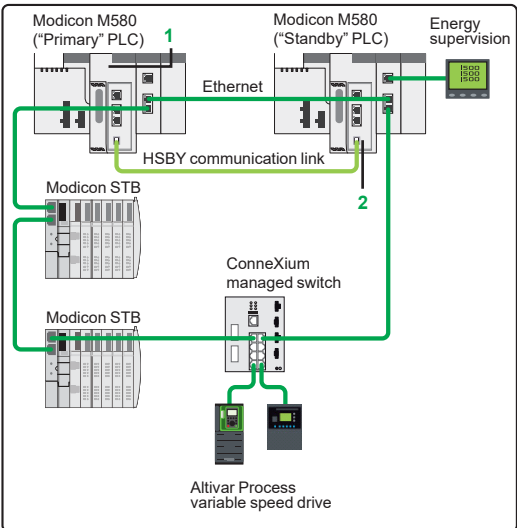 Modicon M580
("Primary" PLC)
1
Modicon M580
("Standby" PLC)
Energy
supervision
1500
1500
1500
Ethernet
HSBY communication link
2
Modicon STB
ConneXium
managed switch
Modicon STB
Altivar Process
variable speed drive